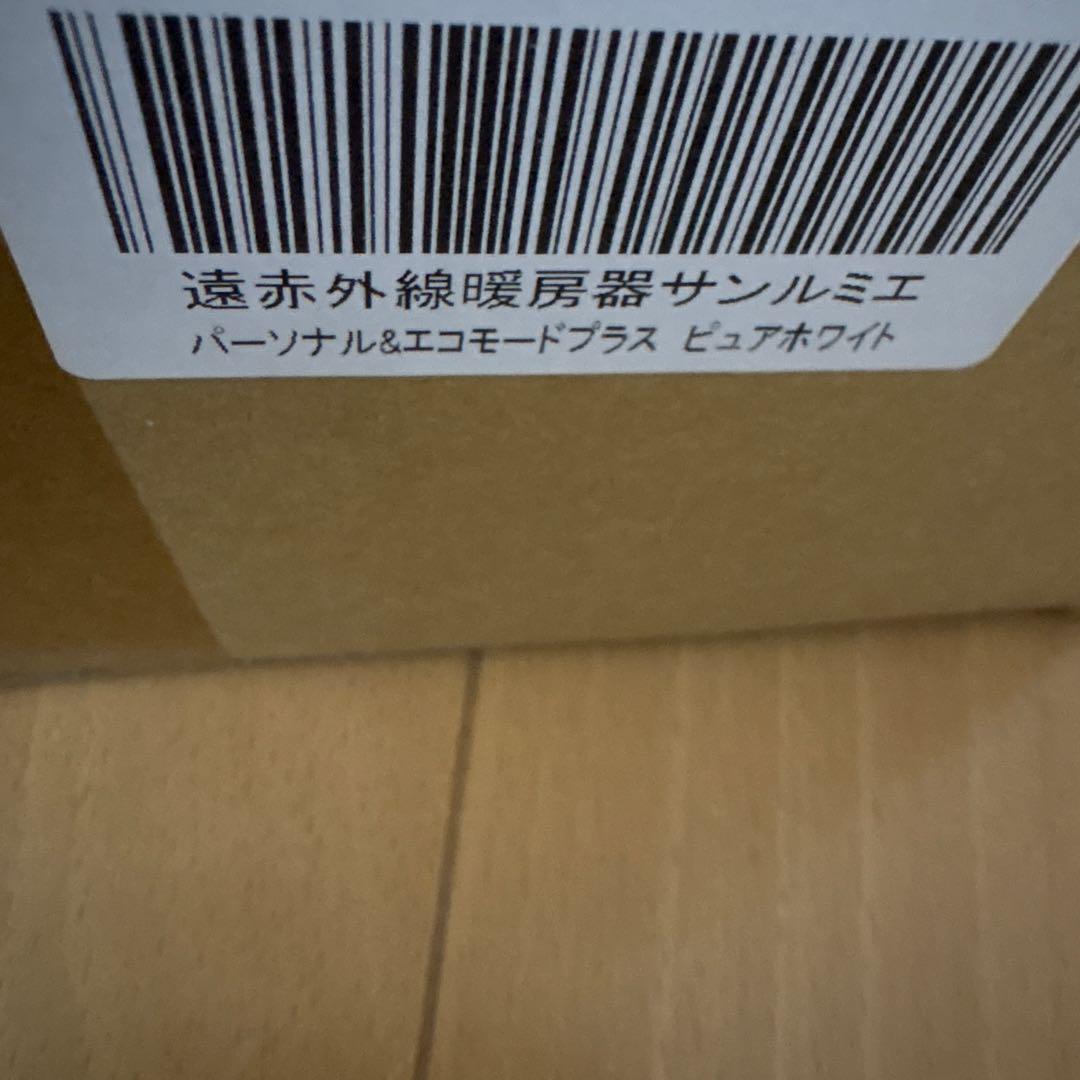 遠赤外線暖房器サンルミエ
パーソナル&エコモードプラス ピュアホワイト